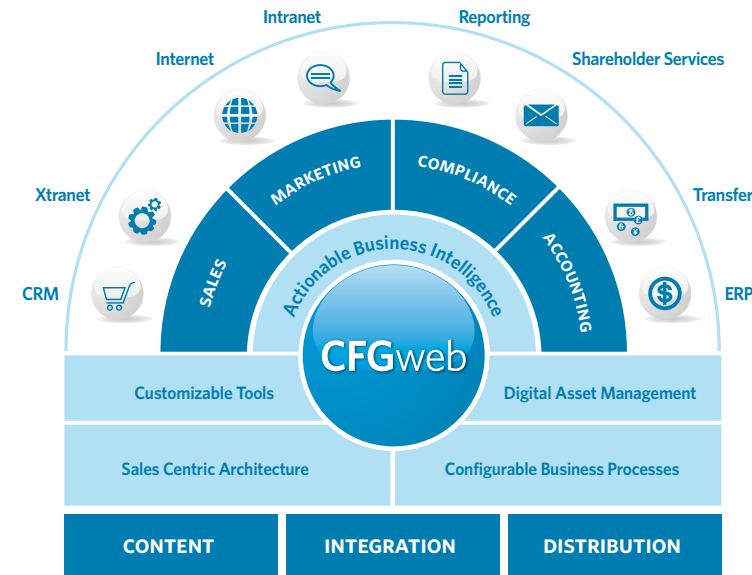 Intranet
Reporting
Internet
Shareholder Services
Xtranet
Transfer
CRM
ERP
SALES
MARKETING
COMPLIANCE
ACCOUNTING
Actionable Business Intelligence
CFGweb
Customizable Tools
Digital Asset Management
Sales Centric Architecture
Configurable Business Processes
CONTENT
INTEGRATION
DISTRIBUTION